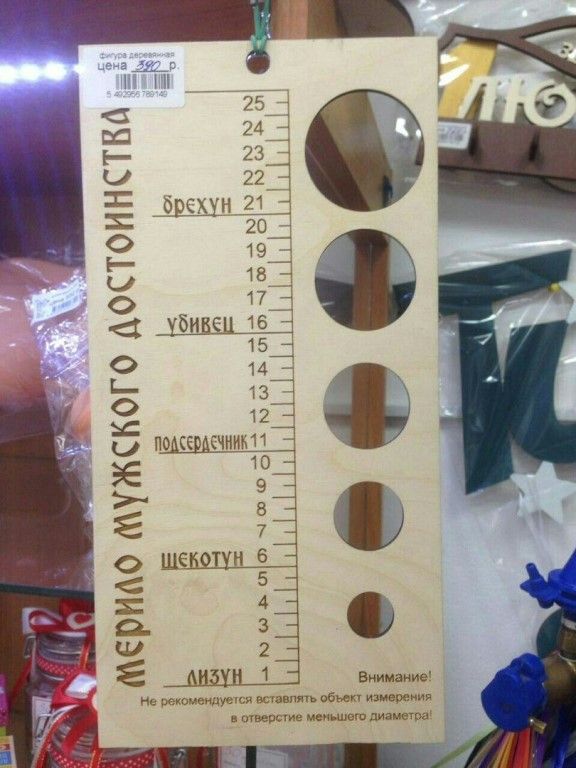 фигура деревянная
цена 390 р.
5 492966 789149
МЕРИЛО МУЖСКОГО ДОСТОИНСТВА
25
24
23
22
БРЕХУН 21
20
19
18
17
УБИВЕЦ 16
15
14
13
12
ПОДСЕРДЕЧНИК 11
10
9
8
7
ЩЕКОТУН 6
5
4
3
2
ЛИЗУН 1
Внимание!
Не рекомендуется вставлять объект измерения
в отверстие меньшего диаметра!
ЛЮ